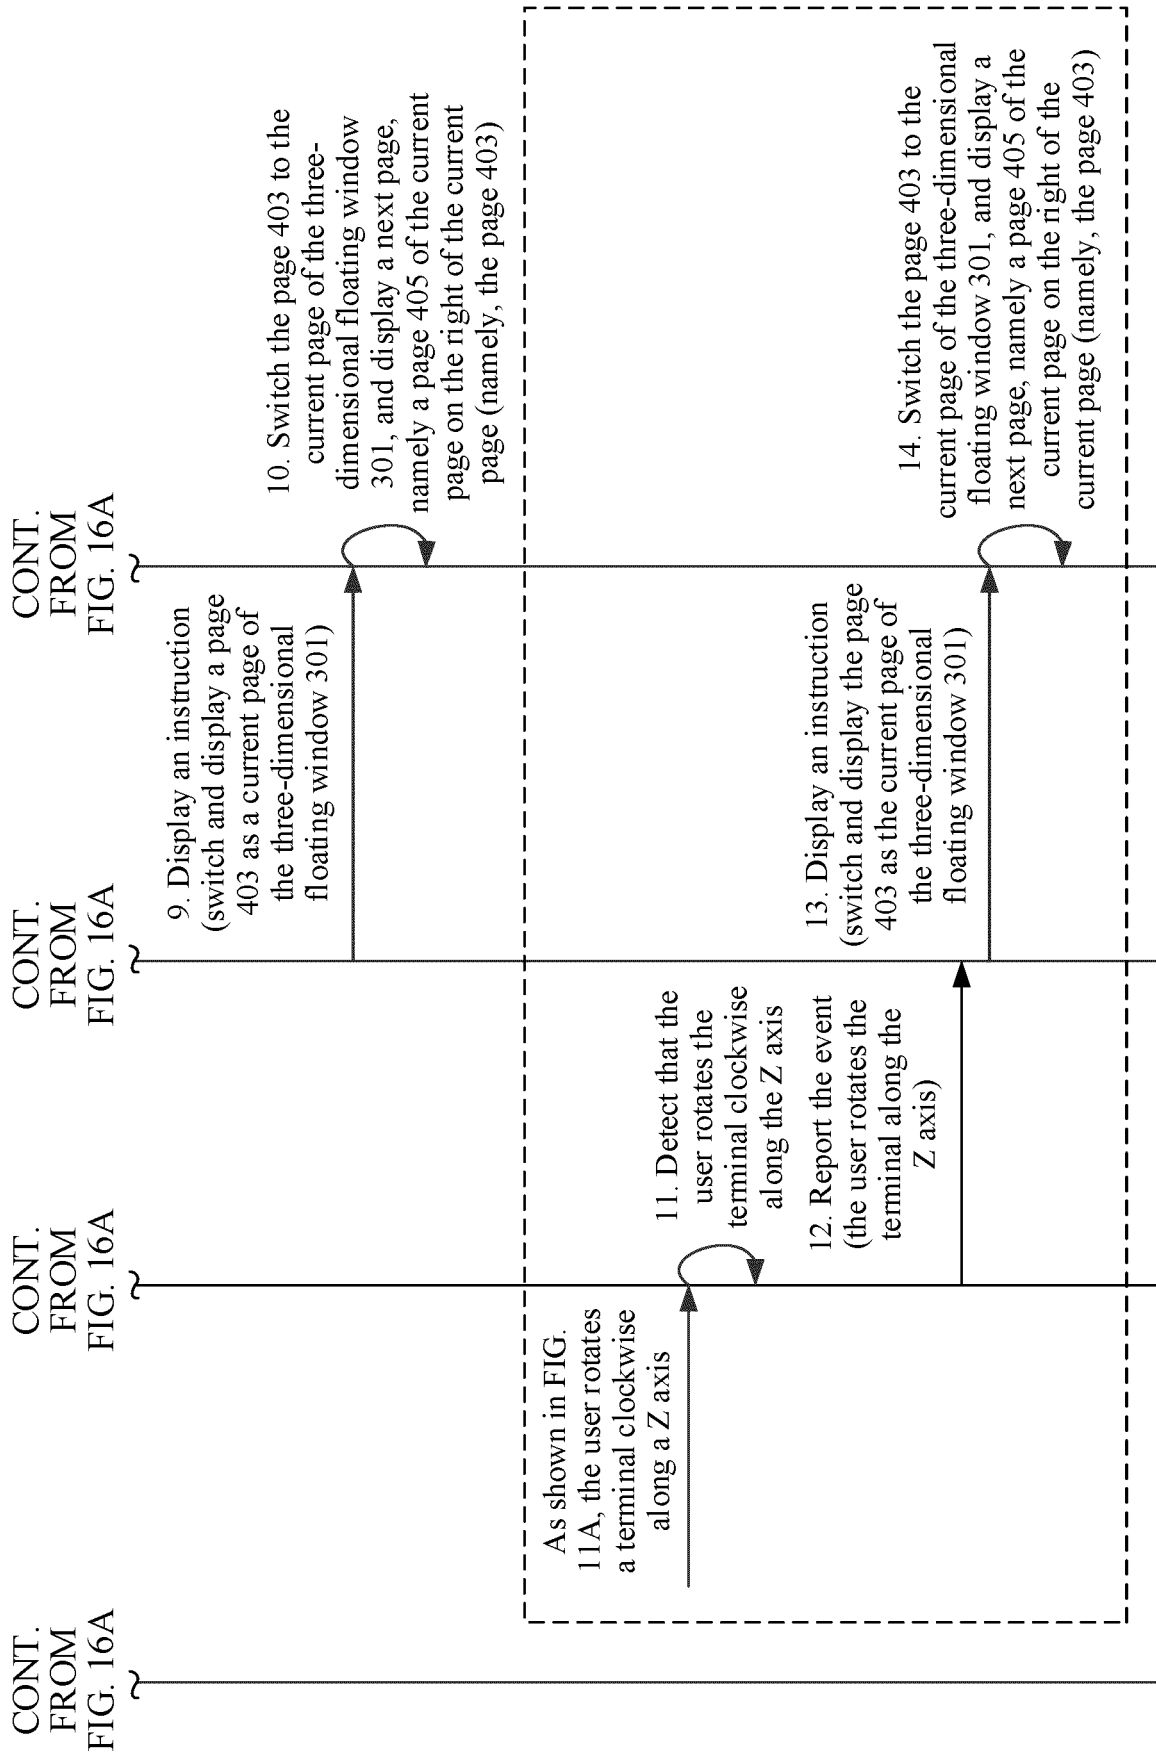 CONT.
FROM
FIG. 16A
CONT.
FROM
FIG. 16A
CONT.
FROM
FIG. 16A
CONT.
FROM
FIG. 16A
9. Display an instruction
(switch and display a page
403 as a current page of
the three-dimensional
floating window 301)
10. Switch the page 403 to the
current page of the three-
dimensional floating window
301, and display a next page,
namely a page 405 of the current
page on the right of the current
page (namely, the page 403)
As shown in FIG.
11A, the user rotates
a terminal clockwise
along a Z axis
11. Detect that the
user rotates the
terminal clockwise
along the Z axis
12. Report the event
(the user rotates the
terminal along the
Z axis)
13. Display an instruction
(switch and display the page
403 as the current page of
the three-dimensional
floating window 301)
14. Switch the page 403 to the
current page of the three-dimensional
floating window 301, and display a
next page, namely a page 405 of the
current page on the right of the
current page (namely, the page 403)